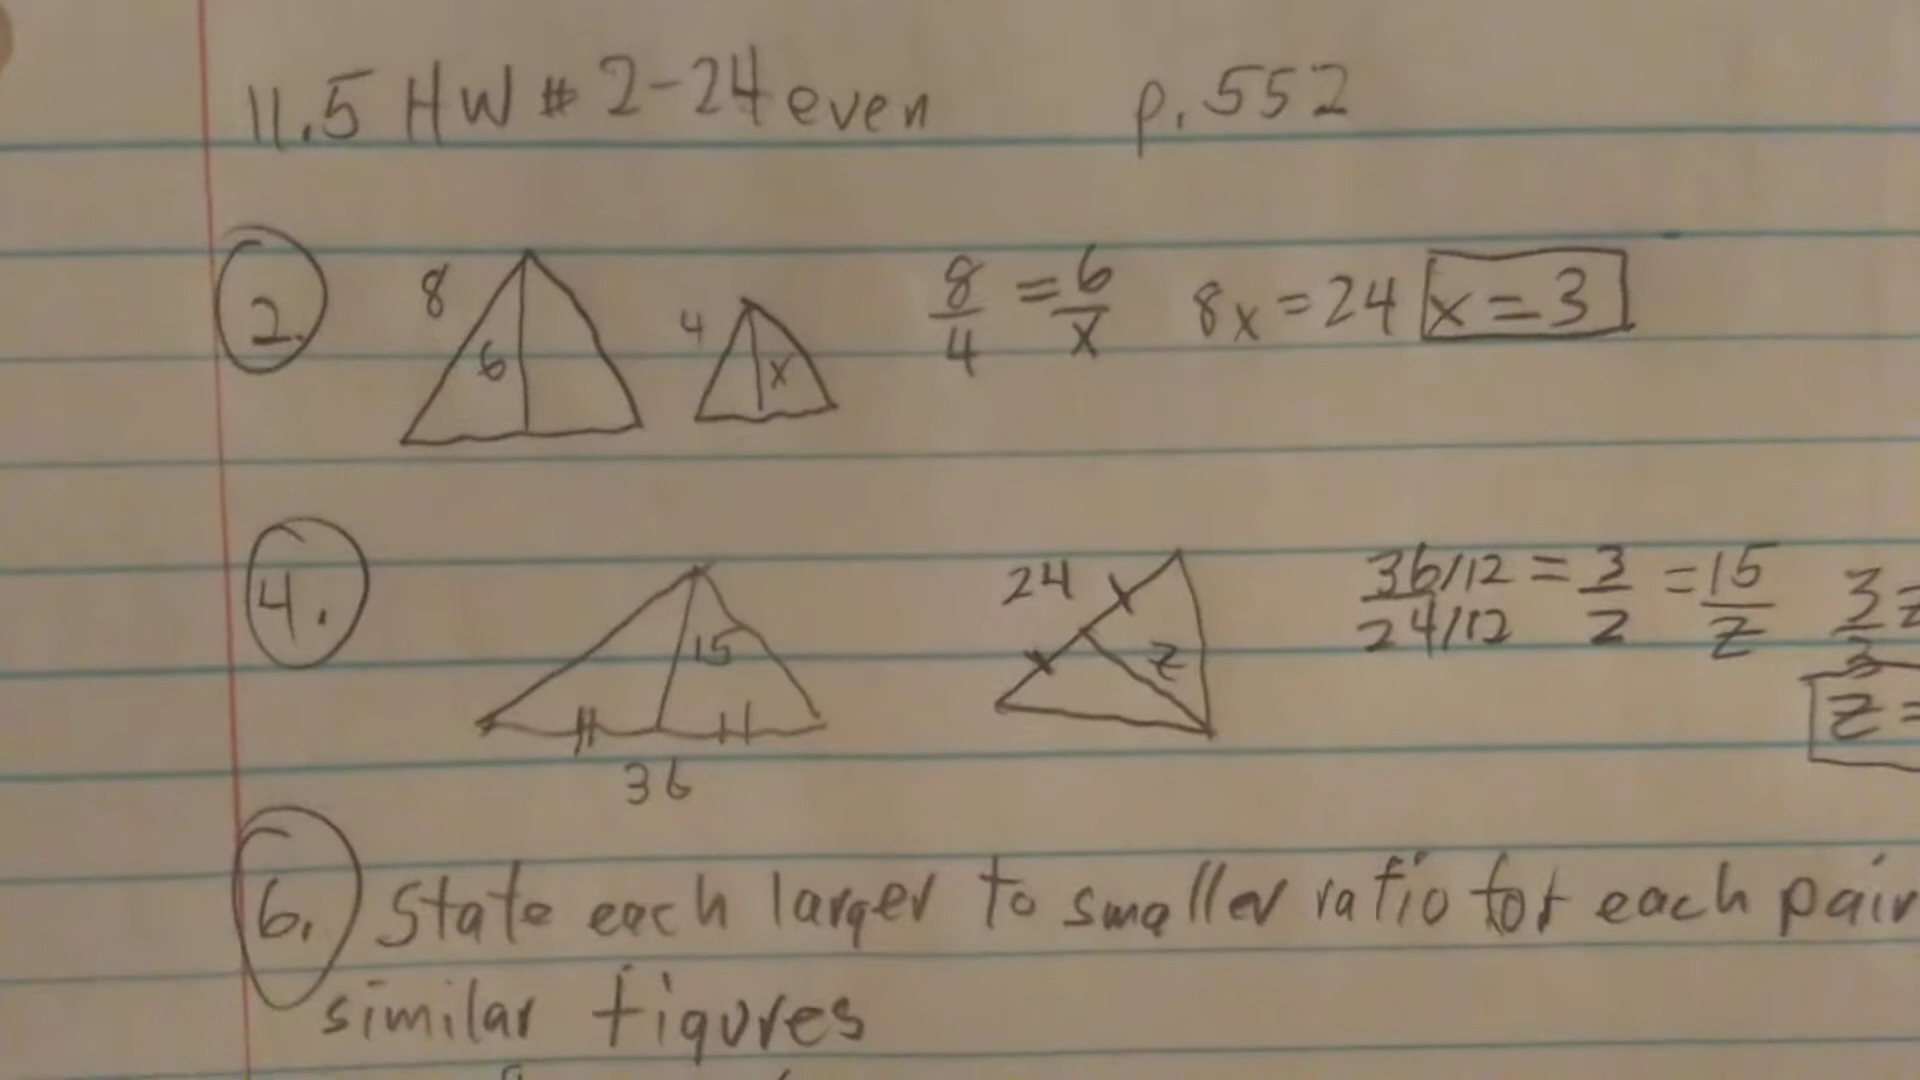 11.5 HW # 2-24 even p. 552
2. 8 6 4 x 8/4 = 6/x 8x = 24 x = 3
4. 15 36 24 z 36/12 / 24/12 = 3/2 = 15/z 3z / 3
z =
6. State each larger to smaller ratio for each pair
similar figures